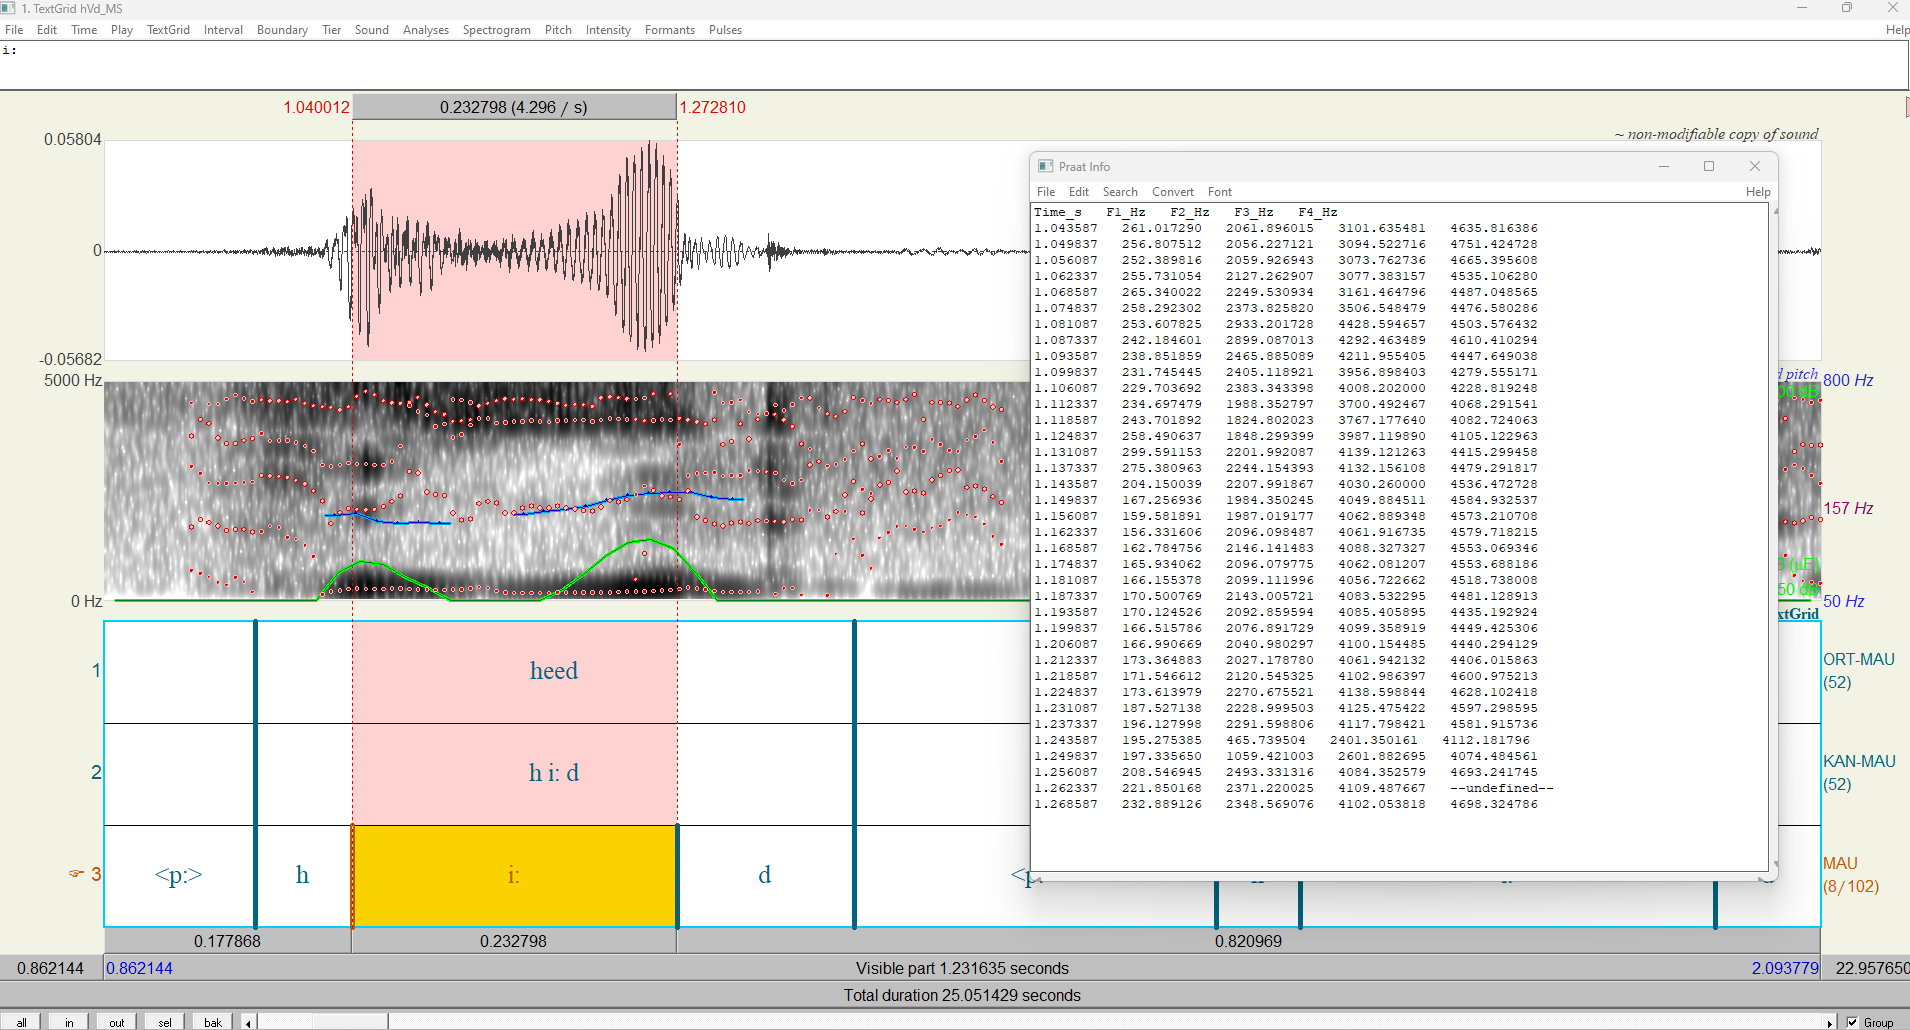 1. TextGrid hVd_MS
File Edit Time Play TextGrid Interval Boundary Tier Sound Analyses Spectrogram Pitch Intensity Formants Pulses Help
i:
1.040012 0.232798 (4.296 / s) 1.272810
0.05804
~ non-modifiable copy of sound
0
-0.05682
5000 Hz
0 Hz
d pitch
800 Hz
157 Hz
50 dB
50 Hz
xtGrid
Praat Info
File Edit Search Convert Font Help
Time_s F1_Hz F2_Hz F3_Hz F4_Hz
1.043587 261.017290 2061.896015 3101.635481 4635.816386
1.049837 256.807512 2056.227121 3094.522716 4751.424728
1.056087 252.389816 2059.926943 3073.762736 4665.395608
1.062337 255.731054 2127.262907 3077.383157 4535.106280
1.068587 265.340022 2249.530934 3161.464796 4487.048565
1.074837 258.292302 2373.825820 3506.548479 4476.580286
1.081087 253.607825 2933.201728 4428.594657 4503.576432
1.087337 242.184601 2899.087013 4292.463489 4610.410294
1.093587 238.851859 2465.885089 4211.955405 4447.649038
1.099837 231.745445 2405.118921 3956.898403 4279.555171
1.106087 229.703692 2383.343398 4008.202000 4228.819248
1.112337 234.697479 1988.352797 3700.492467 4068.291541
1.118587 243.701892 1824.802023 3767.177640 4082.724063
1.124837 258.490637 1848.299399 3987.119890 4105.122963
1.131087 299.591153 2201.992087 4139.121263 4415.299458
1.137337 275.380963 2244.154393 4132.156108 4479.291817
1.143587 204.150039 2207.991867 4030.260000 4536.472728
1.149837 167.256936 1984.350245 4049.884511 4584.932537
1.156087 159.581891 1987.019177 4062.889348 4573.210708
1.162337 156.331606 2096.098487 4061.916735 4579.718215
1.168587 162.784756 2146.141483 4088.327327 4553.069346
1.174837 165.934062 2096.079775 4062.081207 4553.688186
1.181087 166.155378 2099.111996 4056.722662 4518.738008
1.187337 170.500769 2143.005721 4083.532295 4481.128913
1.193587 170.124526 2092.859594 4085.405895 4435.192924
1.199837 166.515786 2076.891729 4099.358919 4449.425306
1.206087 166.990669 2040.980297 4100.154485 4440.294129
1.212337 173.364883 2027.178780 4061.942132 4406.015863
1.218587 171.546612 2120.545325 4102.986397 4600.975213
1.224837 173.613979 2270.675521 4138.598844 4628.102418
1.231087 187.527138 2228.999503 4125.475422 4597.298595
1.237337 196.127998 2291.598806 4117.798421 4581.915736
1.243587 195.275385 465.739504 2401.350161 4112.181796
1.249837 197.335650 1059.421003 2601.882695 4074.484561
1.256087 208.546945 2493.331316 4084.352579 4693.241745
1.262337 221.850168 2371.220025 4109.487667 --undefined--
1.268587 232.889126 2348.569076 4102.053818 4698.324786
1 heed ORT-MAU
(52)
2 h i: d KAN-MAU
(52)
☞ 3 <p:> h i: d <p: MAU
(8/102)
0.177868 0.232798 0.820969
0.862144 0.862144 Visible part 1.231635 seconds 2.093779 22.957650
Total duration 25.051429 seconds
all in out sel bak Group